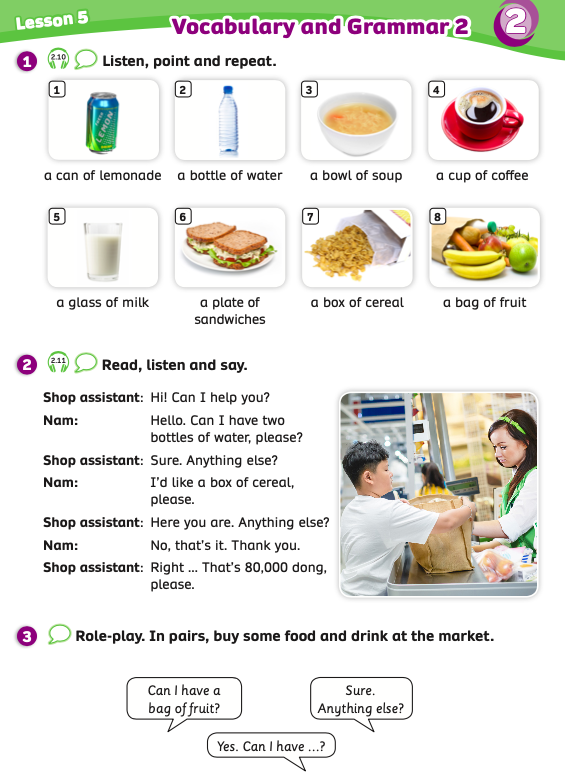 Lesson 5
Vocabulary and Grammar 2
2
1 2.10 Listen, point and repeat.
1
2
3
4
LEMON
a can of lemonade
a bottle of water
a bowl of soup
a cup of coffee
5
6
7
8
a glass of milk
a plate of
sandwiches
a box of cereal
a bag of fruit
2 2.11 Read, listen and say.
Shop assistant: Hi! Can I help you?
Nam: Hello. Can I have two
bottles of water, please?
Shop assistant: Sure. Anything else?
Nam: I'd like a box of cereal,
please.
Shop assistant: Here you are. Anything else?
Nam: No, that's it. Thank you.
Shop assistant: Right ... That's 80,000 dong,
please.
3 Role-play. In pairs, buy some food and drink at the market.
Can I have a
bag of fruit?
Sure.
Anything else?
Yes. Can I have ...?